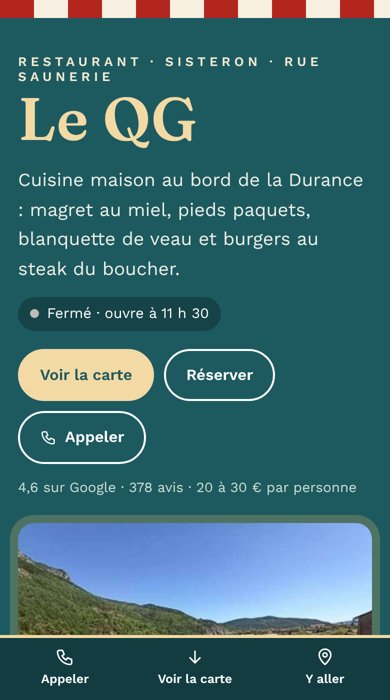 RESTAURANT · SISTERON · RUE
SAUNERIE
Le QG
Cuisine maison au bord de la Durance
: magret au miel, pieds paquets,
blanquette de veau et burgers au
steak du boucher.
Fermé · ouvre à 11 h 30
Voir la carte
Réserver
Appeler
4,6 sur Google · 378 avis · 20 à 30 € par personne
Appeler
Voir la carte
Y aller